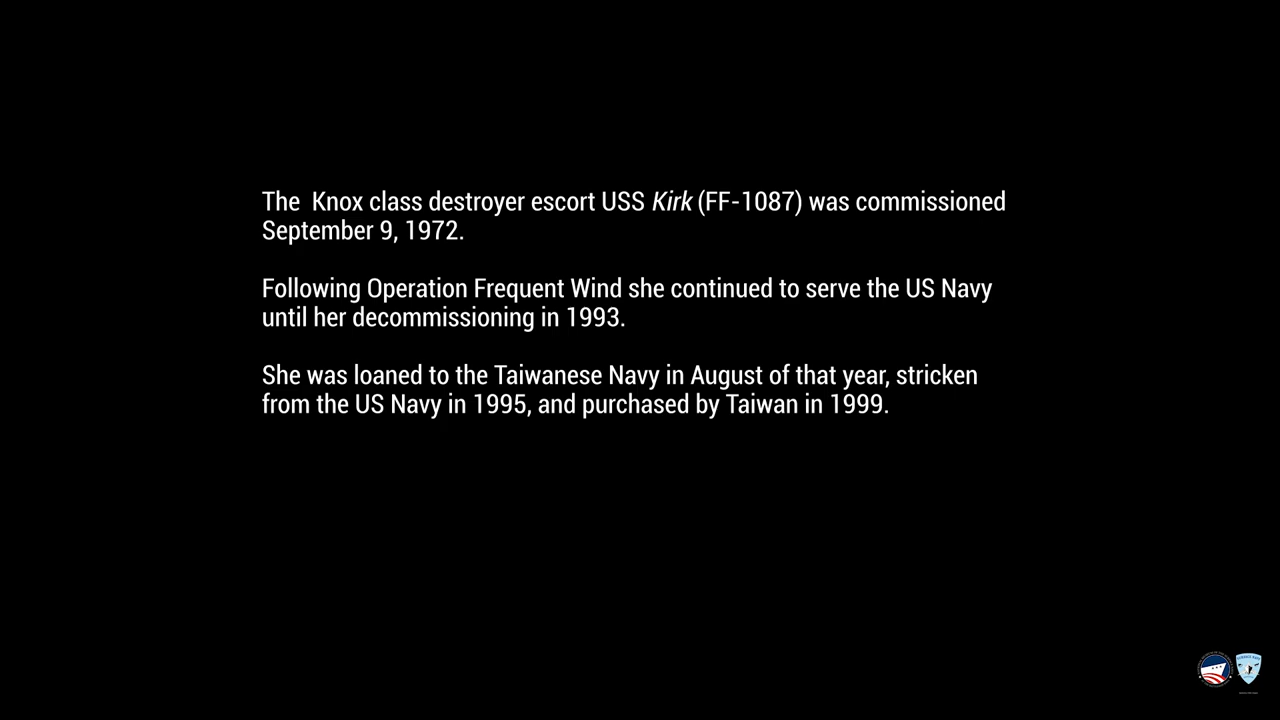 The  Knox class destroyer escort USS Kirk (FF-1087) was commissioned
September 9, 1972.
Following Operation Frequent Wind she continued to serve the US Navy
until her decommissioning in 1993.
She was loaned to the Taiwanese Navy in August of that year, stricken
from the US Navy in 1995, and purchased by Taiwan in 1999.